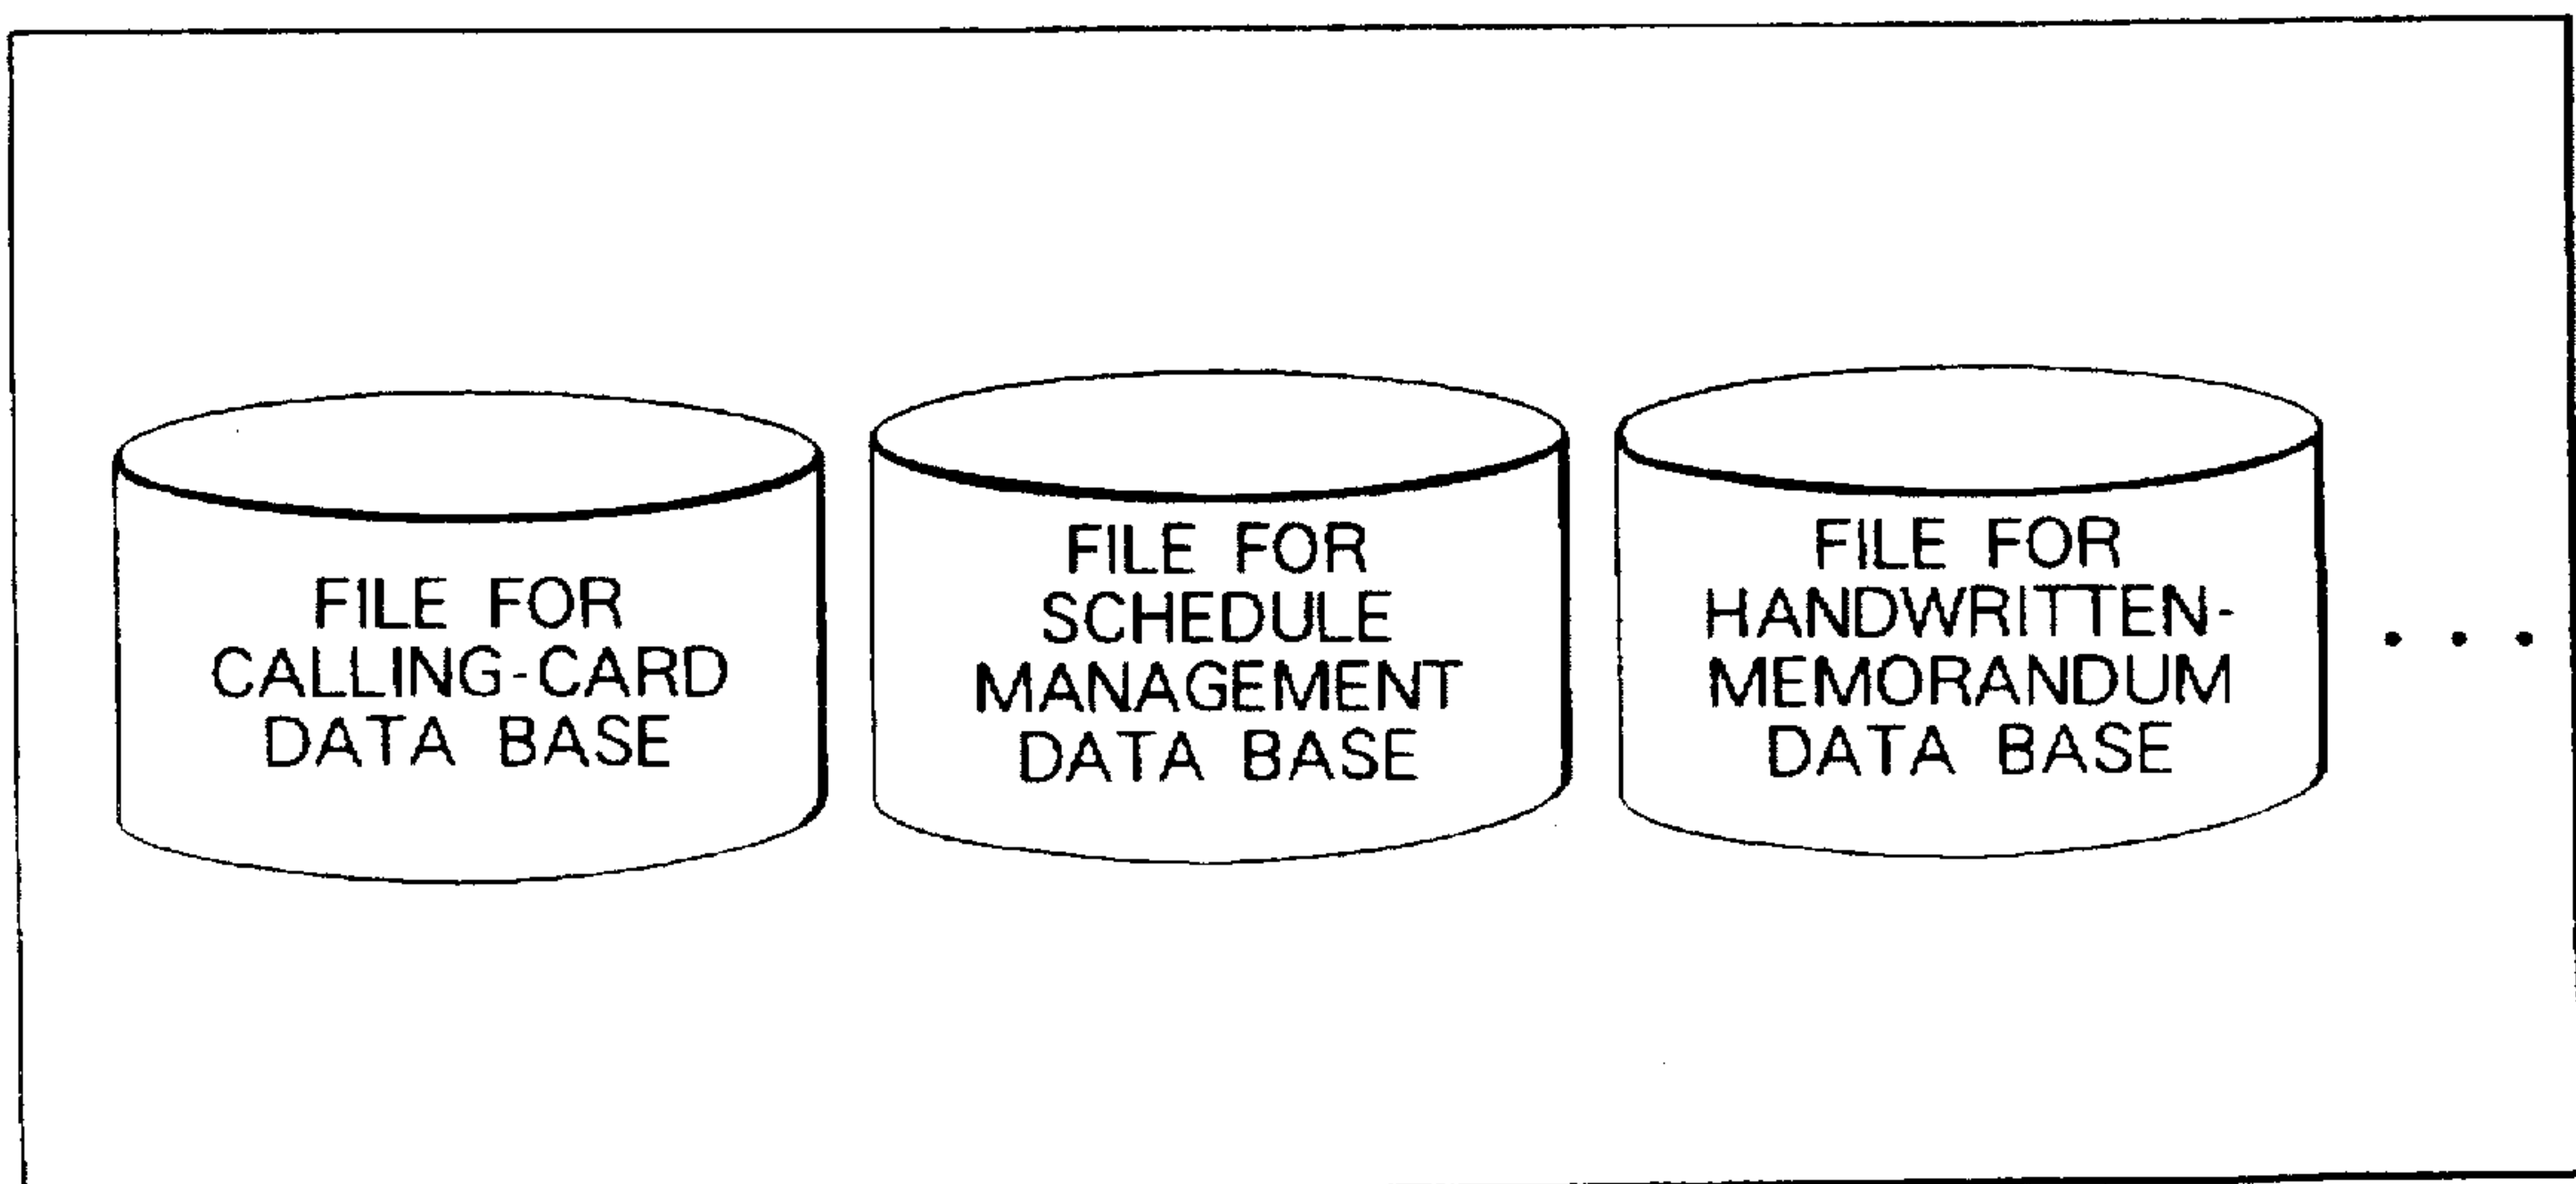 FILE FOR
CALLING-CARD
DATA BASE
FILE FOR
SCHEDULE
MANAGEMENT
DATA BASE
FILE FOR
HANDWRITTEN-
MEMORANDUM
DATA BASE
. . .